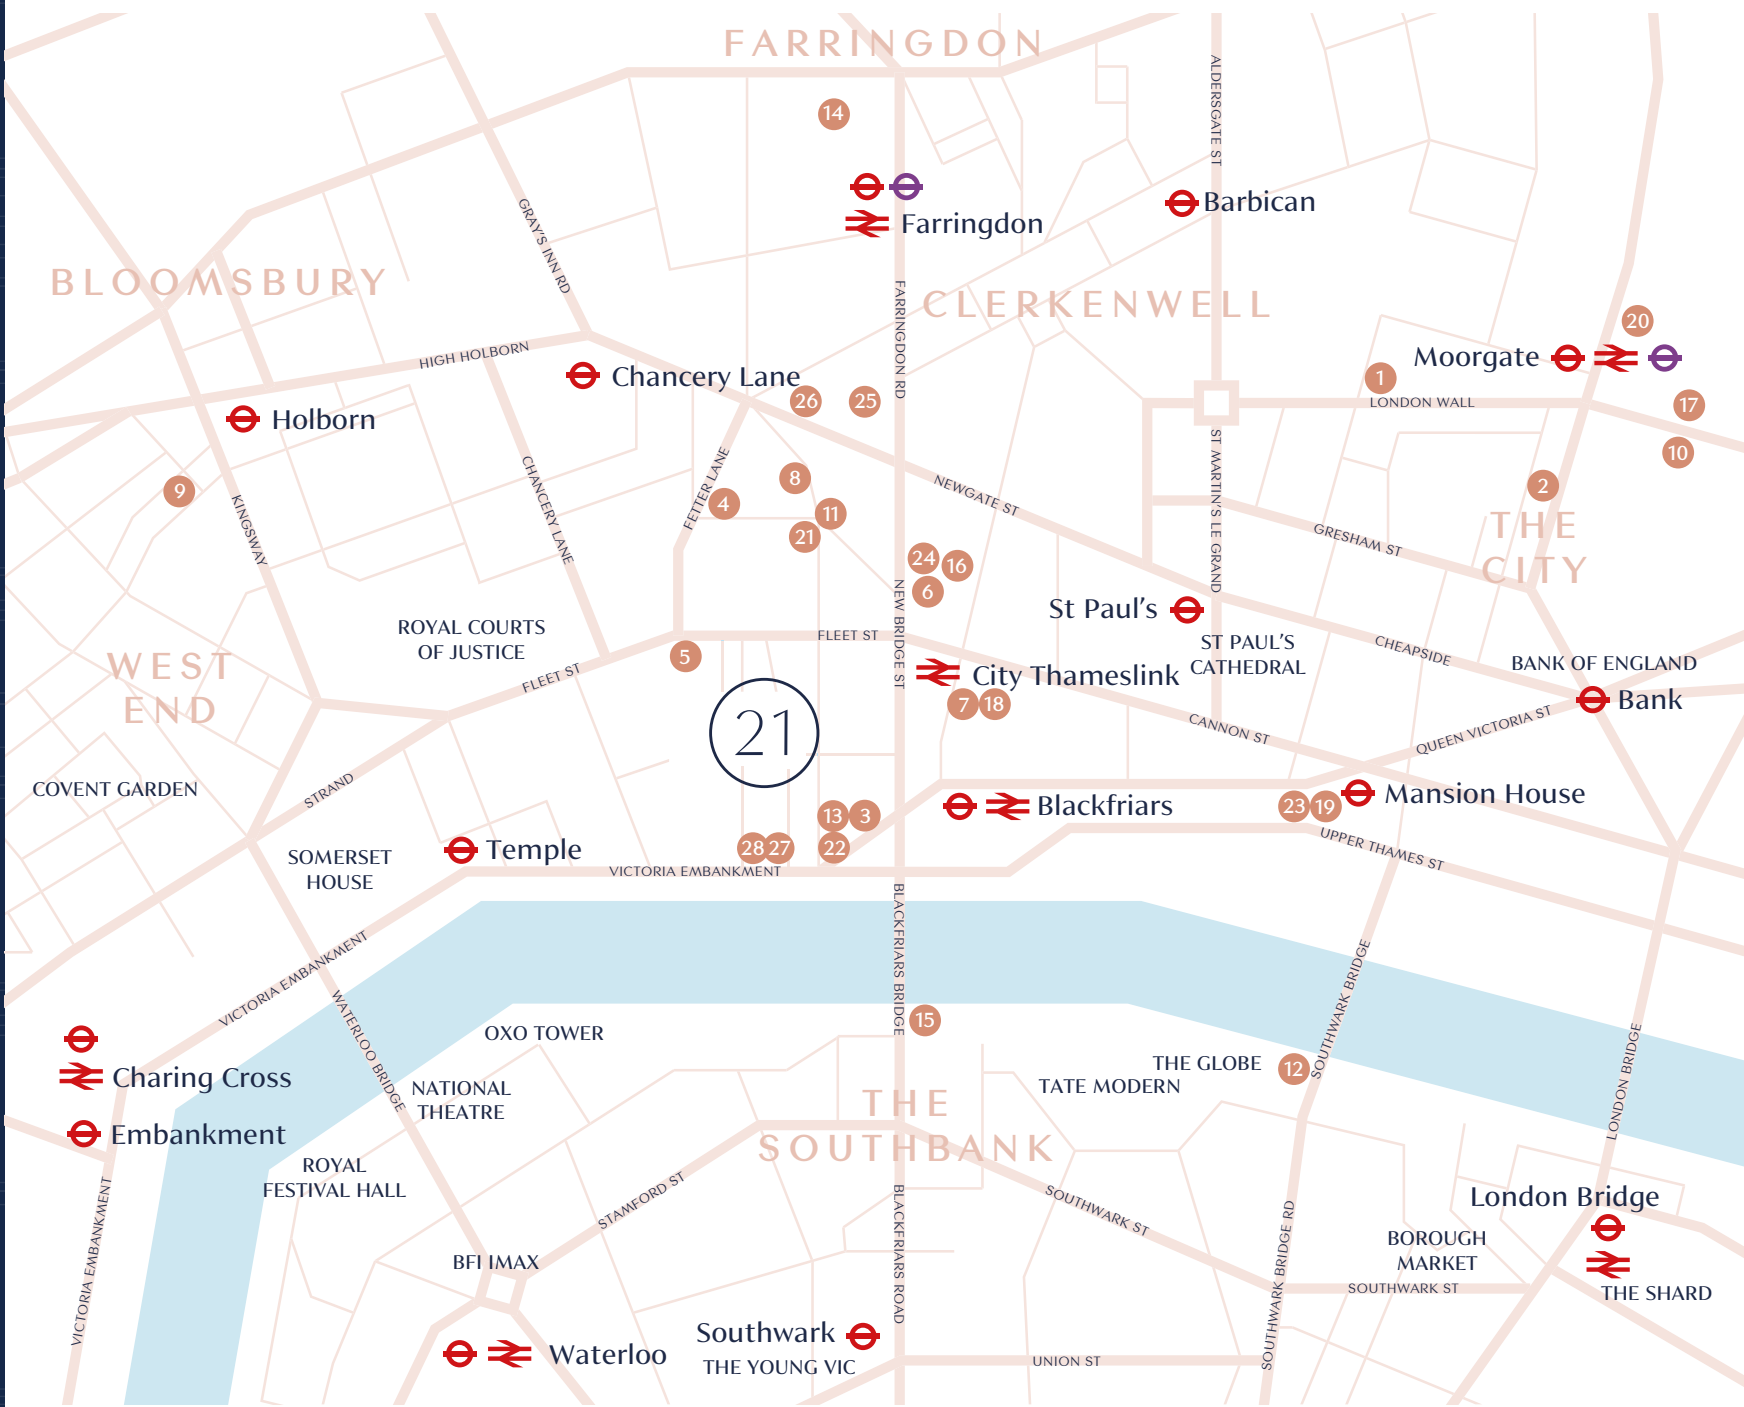 FARRINGDON
14
ALDERSGATE ST
Barbican
Farringdon
GRAY'S INN RD
BLOOMSBURY
CLERKENWELL
FARRINGDON RD
20
HIGH HOLBORN
Moorgate
Chancery Lane
1
26
25
LONDON WALL
17
Holborn
10
ST MARTIN'S LE GRAND
CHANCERY LANE
FETTER LANE
8
NEWGATE ST
9
4
2
KINGSWAY
11
THE
CITY
21
GRESHAM ST
24
16
6
NEW BRIDGE ST
St Paul's
ROYAL COURTS
OF JUSTICE
FLEET ST
ST PAUL'S
CATHEDRAL
CHEAPSIDE
WEST
END
5
BANK OF ENGLAND
FLEET ST
City Thameslink
Bank
7
18
21
CANNON ST
QUEEN VICTORIA ST
COVENT GARDEN
STRAND
Mansion House
Blackfriars
23
19
13
3
UPPER THAMES ST
Temple
28
27
22
SOMERSET
HOUSE
VICTORIA EMBANKMENT
BLACKFRIARS BRIDGE
VICTORIA EMBANKMENT
SOUTHWARK BRIDGE
WATERLOO BRIDGE
15
OXO TOWER
THE GLOBE
12
LONDON BRIDGE
Charing Cross
NATIONAL
THEATRE
TATE MODERN
THE
SOUTHBANK
Embankment
ROYAL
FESTIVAL HALL
STAMFORD ST
BLACKFRIARS ROAD
SOUTHWARK ST
London Bridge
VICTORIA EMBANKMENT
SOUTHWARK BRIDGE RD
BOROUGH
MARKET
BFI IMAX
SOUTHWARK ST
THE SHARD
Southwark
Waterloo
THE YOUNG VIC
UNION ST